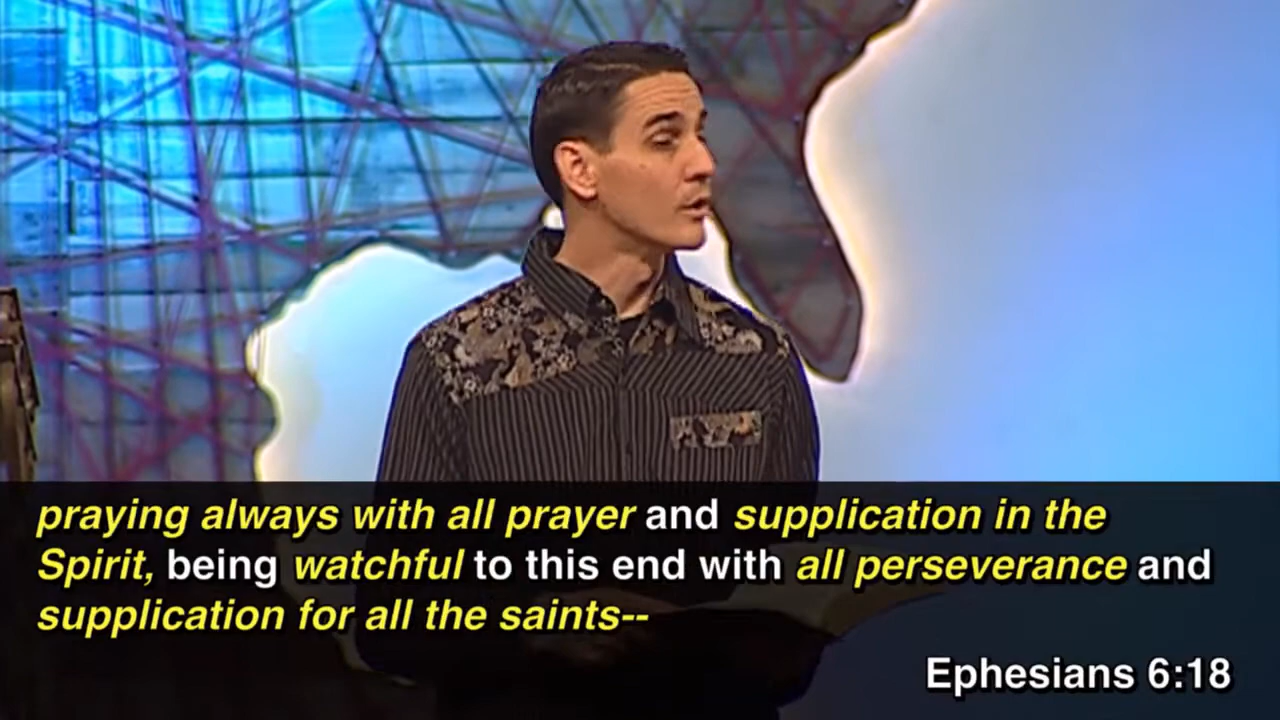 praying always with all prayer and supplication in the
Spirit, being watchful to this end with all perseverance and
supplication for all the saints--
Ephesians 6:18